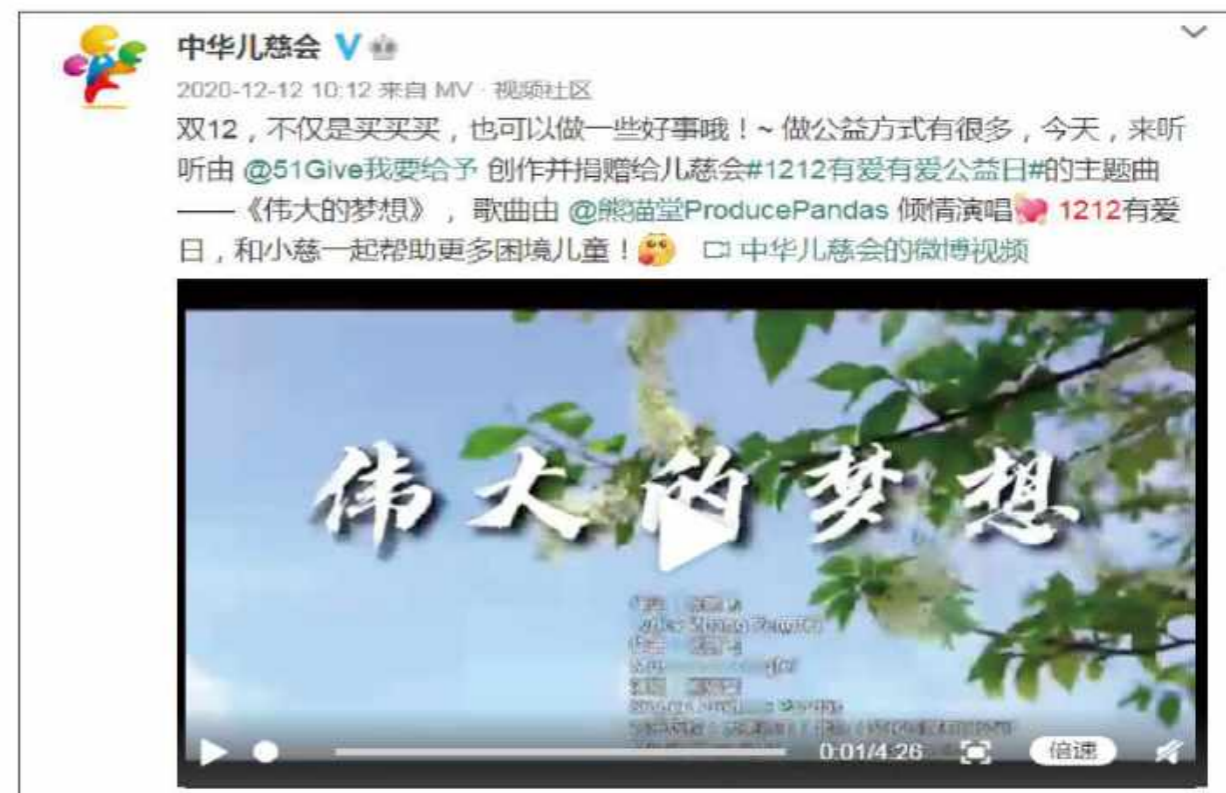 中华儿慈会
2020-12-12 10:12 来自 MV · 视频社区
双12，不仅是买买买，也可以做一些好事哦！~ 做公益方式有很多，今天，来听
听由 @51Give我要给予 创作并捐赠给儿慈会#1212有爱有爱公益日#的主题曲
——《伟大的梦想》，歌曲由 @熊猫堂ProducePandas 倾情演唱 1212有爱
日，和小慈一起帮助更多困境儿童！ 中华儿慈会的微博视频
伟大的梦想
0:01/4:26 倍速